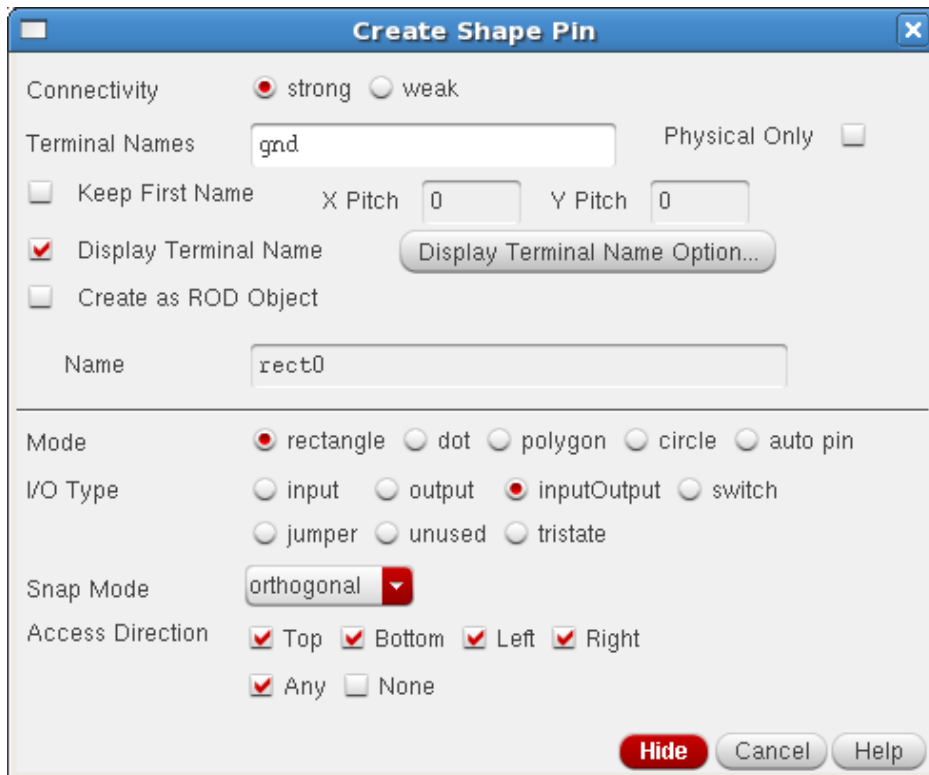 Create Shape Pin
Connectivity strong weak
Terminal Names gnd Physical Only
Keep First Name X Pitch 0 Y Pitch 0
Display Terminal Name Display Terminal Name Option...
Create as ROD Object
Name rect0
Mode rectangle dot polygon circle auto pin
I/O Type input output inputOutput switch
jumper unused tristate
Snap Mode orthogonal
Access Direction Top Bottom Left Right
Any None
Hide Cancel Help